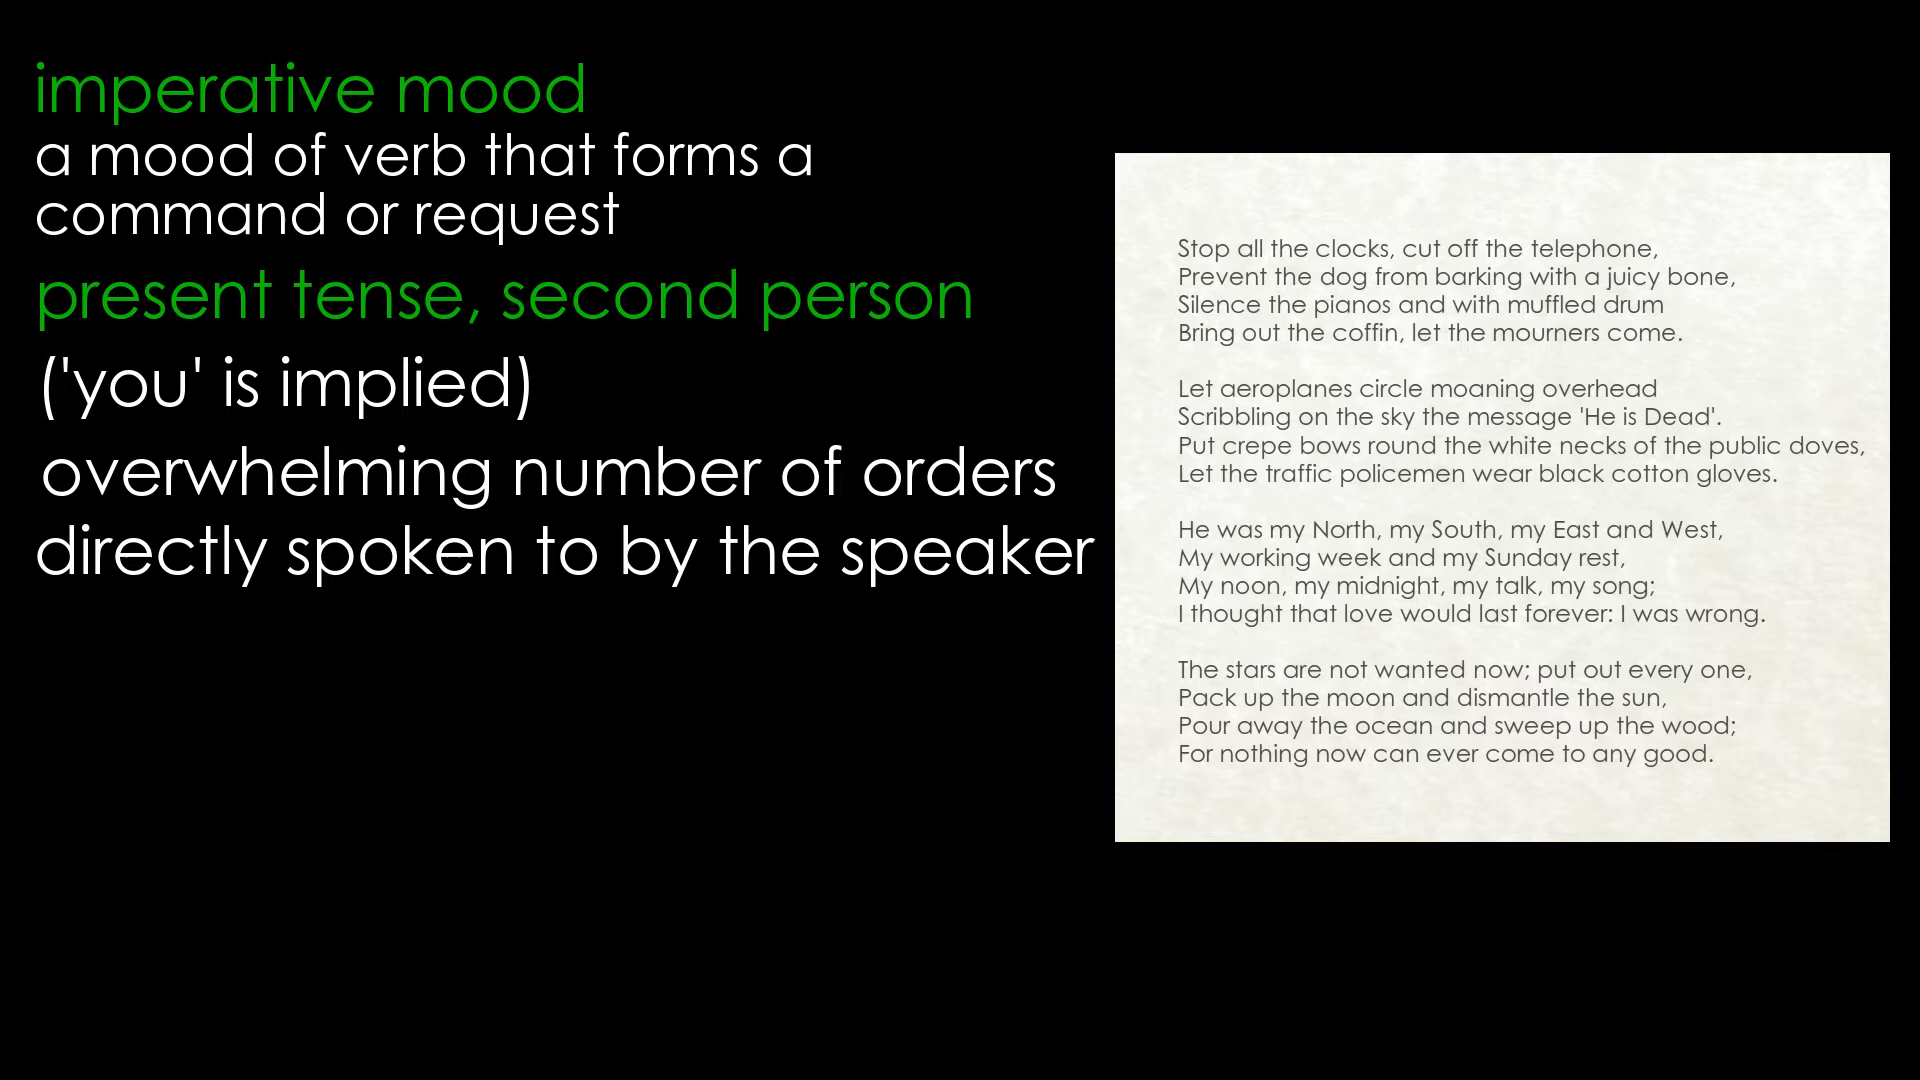 imperative mood
a mood of verb that forms a
command or request
present tense, second person
('you' is implied)
overwhelming number of orders
directly spoken to by the speaker
Stop all the clocks, cut off the telephone,
Prevent the dog from barking with a juicy bone,
Silence the pianos and with muffled drum
Bring out the coffin, let the mourners come.
Let aeroplanes circle moaning overhead
Scribbling on the sky the message 'He is Dead'.
Put crepe bows round the white necks of the public doves,
Let the traffic policemen wear black cotton gloves.
He was my North, my South, my East and West,
My working week and my Sunday rest,
My noon, my midnight, my talk, my song;
I thought that love would last forever: I was wrong.
The stars are not wanted now; put out every one,
Pack up the moon and dismantle the sun,
Pour away the ocean and sweep up the wood;
For nothing now can ever come to any good.